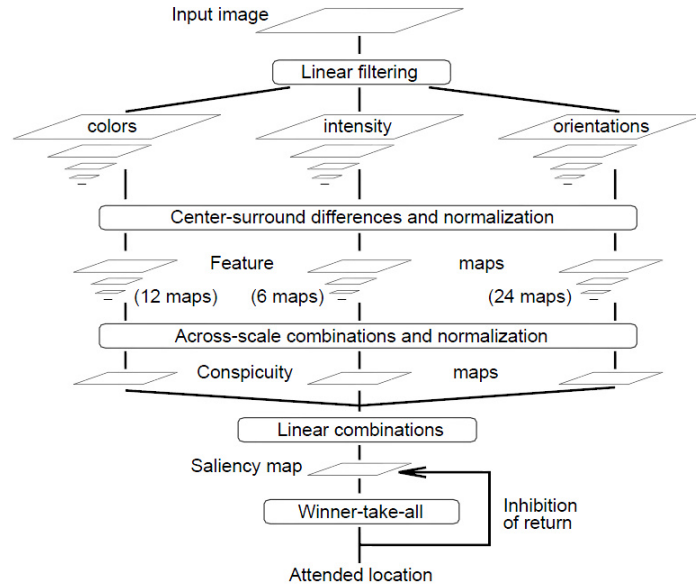 Input image
Linear filtering
colors intensity orientations
Center-surround differences and normalization
Feature maps
(12 maps) (6 maps) (24 maps)
Across-scale combinations and normalization
Conspicuity maps
Linear combinations
Saliency map
Winner-take-all
Inhibition
of return
Attended location